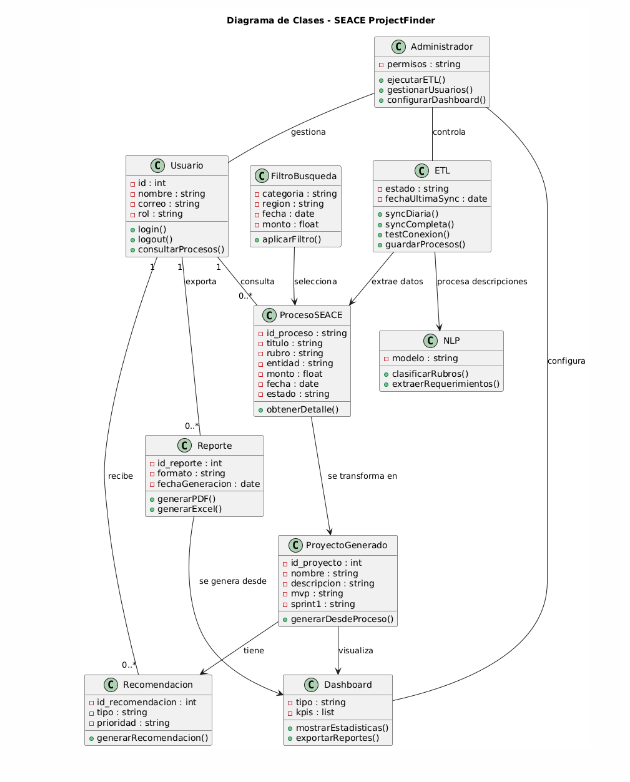 Diagrama de Clases - SEACE ProjectFinder
C Administrador
permisos : string
ejecutarETL()
gestionarUsuarios()
configurarDashboard()
gestiona
controla
C Usuario
id : int
nombre : string
correo : string
rol : string
login()
logout()
consultarProcesos()
C FiltroBusqueda
categoria : string
region : string
fecha : date
monto : float
aplicarFiltro()
C ETL
estado : string
fechaUltimaSync : date
syncDiaria()
syncCompleta()
testConexion()
guardarProcesos()
1
1
1
exporta
consulta
selecciona
extrae datos
procesa descripciones
0..*
C ProcesoSEACE
id_proceso : string
titulo : string
rubro : string
entidad : string
monto : float
fecha : date
estado : string
obtenerDetalle()
C NLP
modelo : string
clasificarRubros()
extraerRequerimientos()
configura
0..*
C Reporte
id_reporte : int
formato : string
fechaGeneracion : date
generarPDF()
generarExcel()
recibe
se transforma en
C ProyectoGenerado
id_proyecto : int
nombre : string
descripcion : string
mvp : string
sprint1 : string
generarDesdeProceso()
se genera desde
tiene
visualiza
0..*
C Recomendacion
id_recomendacion : int
tipo : string
prioridad : string
generarRecomendacion()
C Dashboard
tipo : string
kpis : list
mostrarEstadisticas()
exportarReportes()